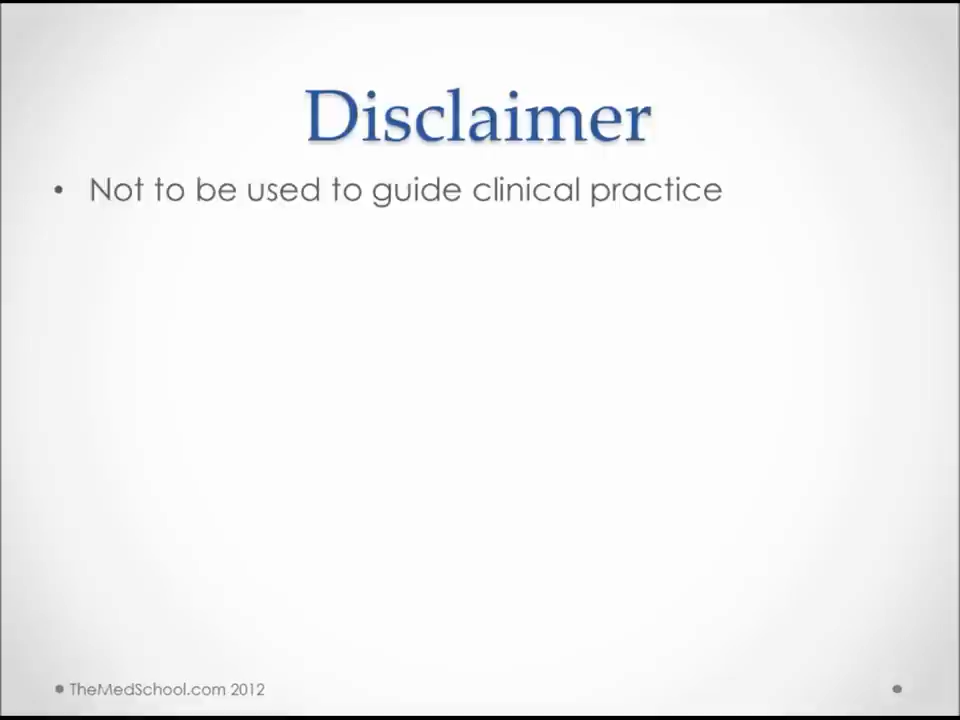 Disclaimer
• Not to be used to guide clinical practice
TheMedSchool.com 2012